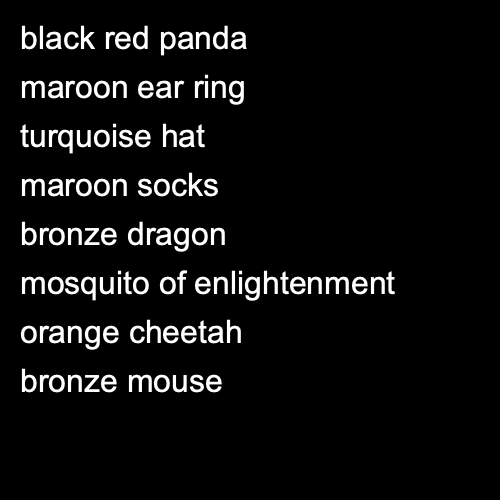 black red panda
maroon ear ring
turquoise hat
maroon socks
bronze dragon
mosquito of enlightenment
orange cheetah
bronze mouse